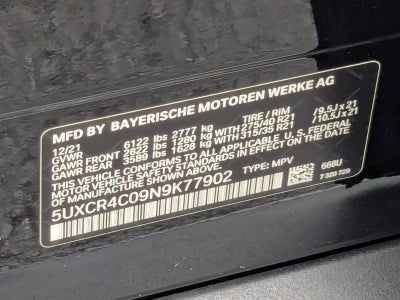 MFD BY BAYERISCHE MOTOREN WERKE AG
12/21 TIRE / RIM
GVWR 6122 lbs 2777 kg
GAWR FRONT 2822 lbs 1280 kg WITH 275/40 R21 /9.5J x 21
GAWR REAR 3589 lbs 1628 kg WITH 315/35 R21 /10.5J x 21
THIS VEHICLE CONFORMS TO ALL APPLICABLE U.S. FEDERAL
MOTOR VEHICLE SAFETY STANDARDS IN EFFECT ON THE
DATE OF MANUFACTURE SHOWN ABOVE.
5UXCR4C09N9K77902 TYPE: MPV 668U
7 320 729